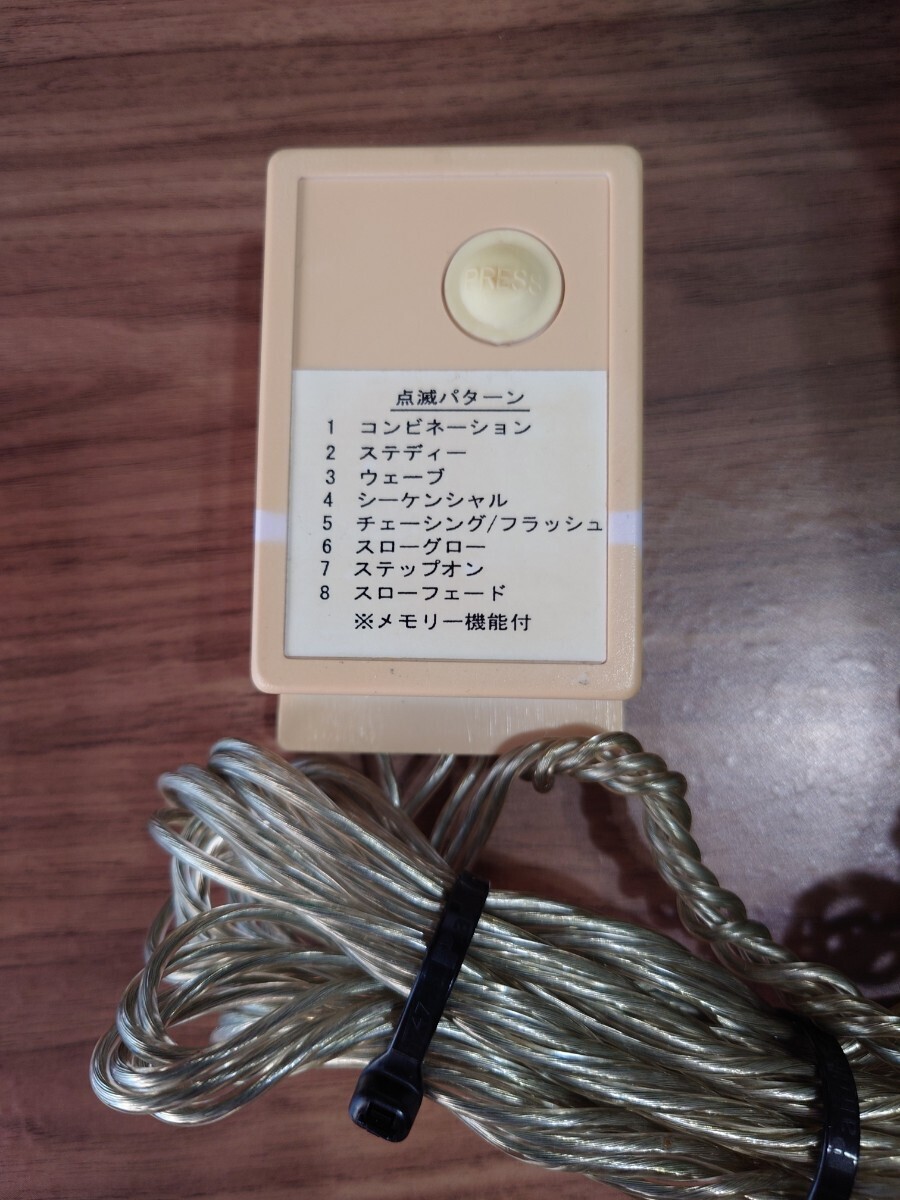 PRESS
点滅パターン
1 コンビネーション
2 ステディー
3 ウェーブ
4 シーケンシャル
5 チェーシング/フラッシュ
6 スローグロー
7 ステップオン
8 スローフェード
※メモリー機能付